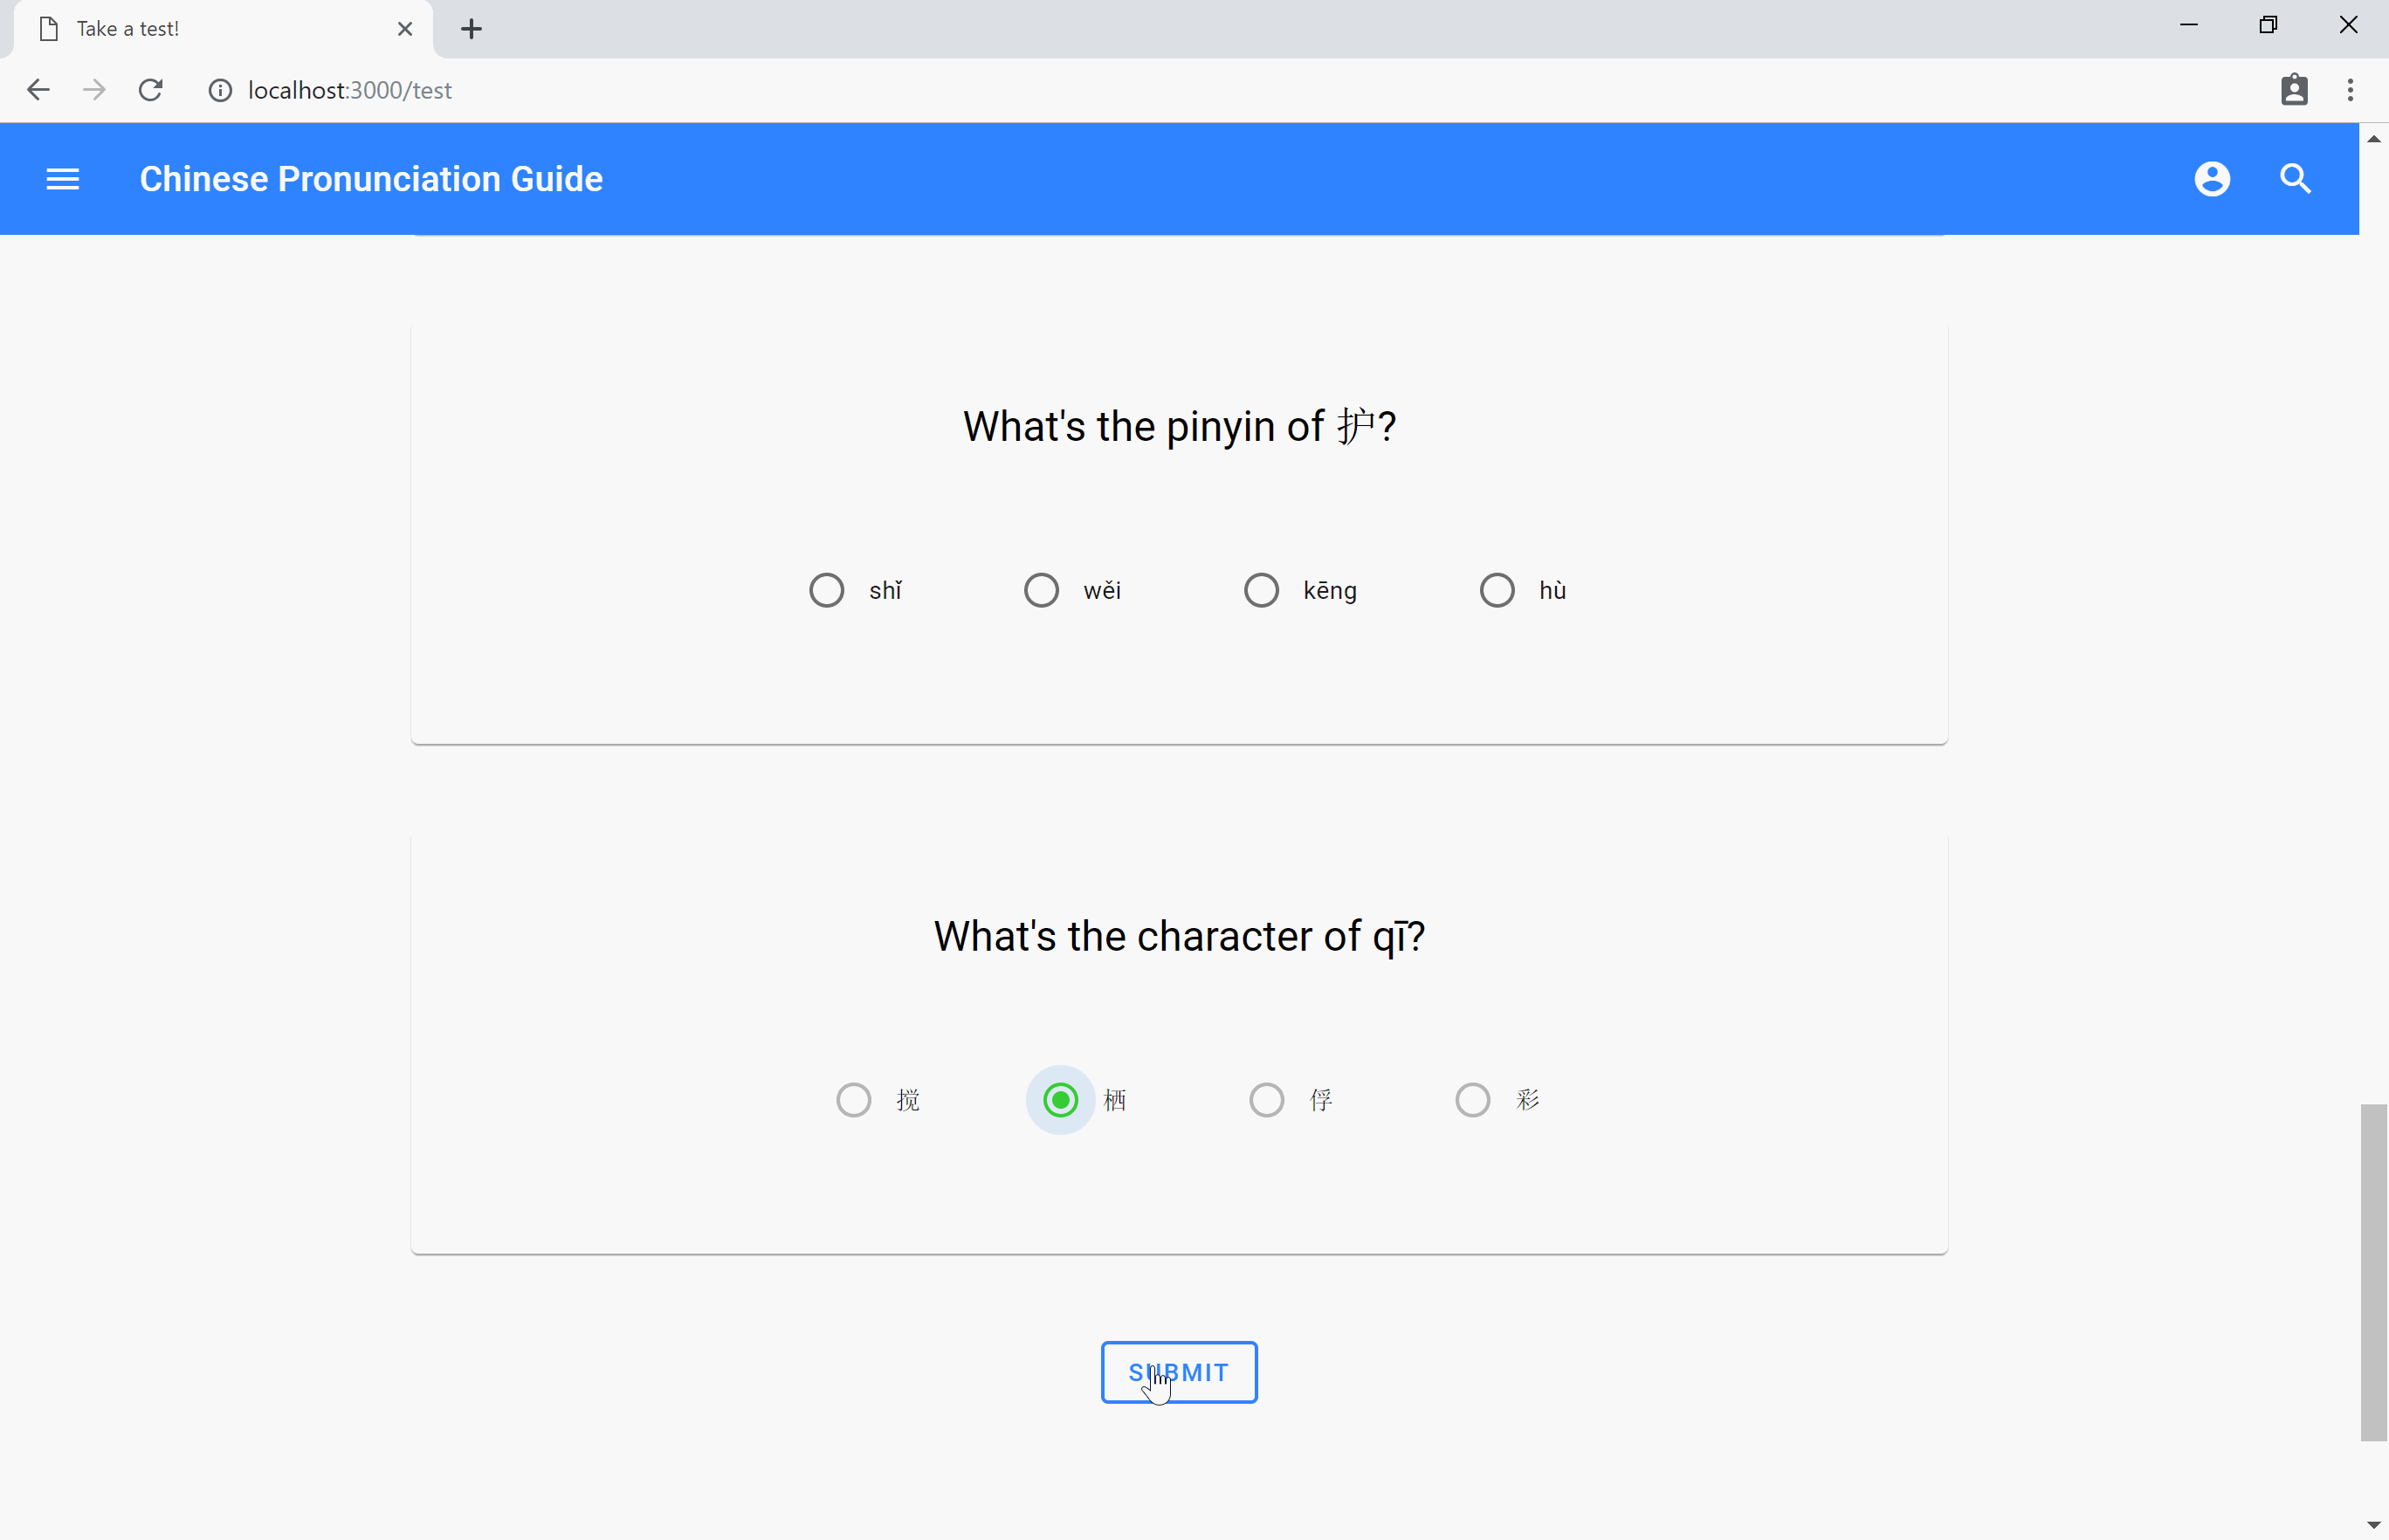 Take a test!
localhost:3000/test
Chinese Pronunciation Guide
What's the pinyin of 护?
shǐ wěi kēng hù
What's the character of qī?
搅 栖 俘 彩
SUBMIT